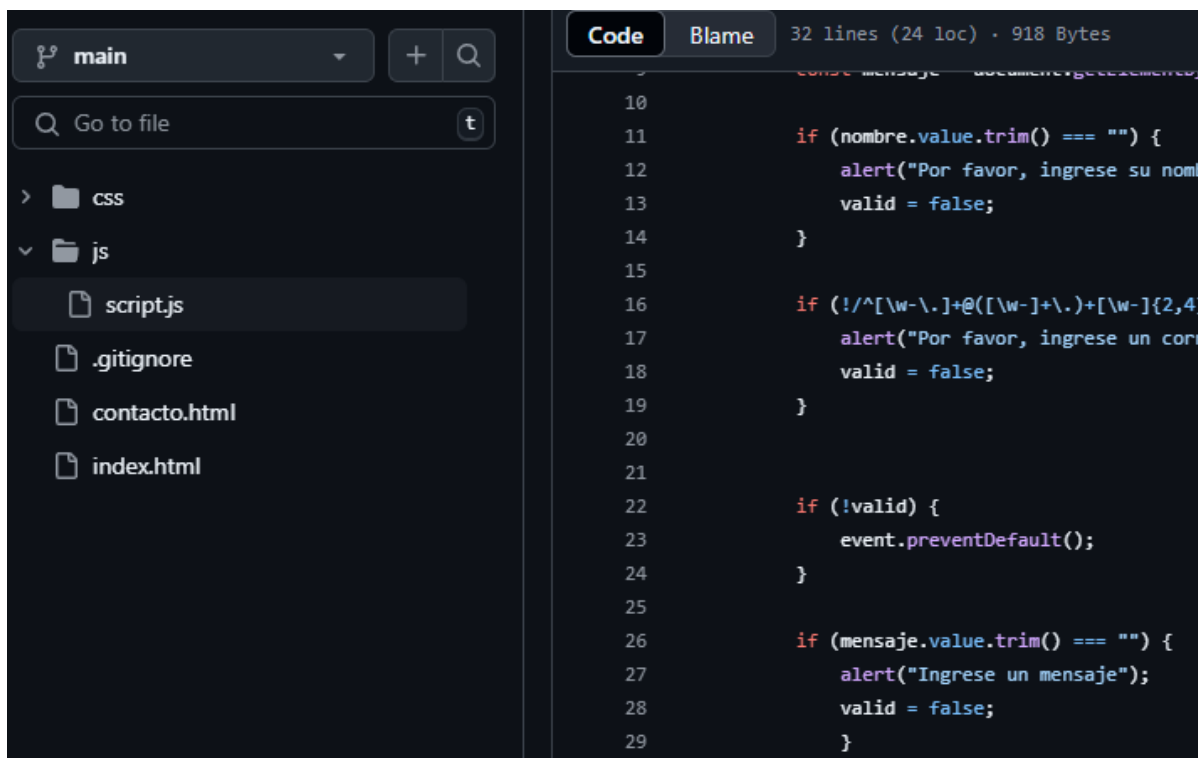 main
Go to file
t
css
js
script.js
.gitignore
contacto.html
index.html
Code Blame 32 lines (24 loc) · 918 Bytes
10
11 if (nombre.value.trim() === "") {
12 alert("Por favor, ingrese su
13 valid = false;
14 }
15
16 if (!/^[\w-\.]+@([\w-]+\.)+[\w-]{2,4
17 alert("Por favor, ingrese un
18 valid = false;
19 }
20
21
22 if (!valid) {
23 event.preventDefault();
24 }
25
26 if (mensaje.value.trim() === "") {
27 alert("Ingrese un mensaje");
28 valid = false;
29 }